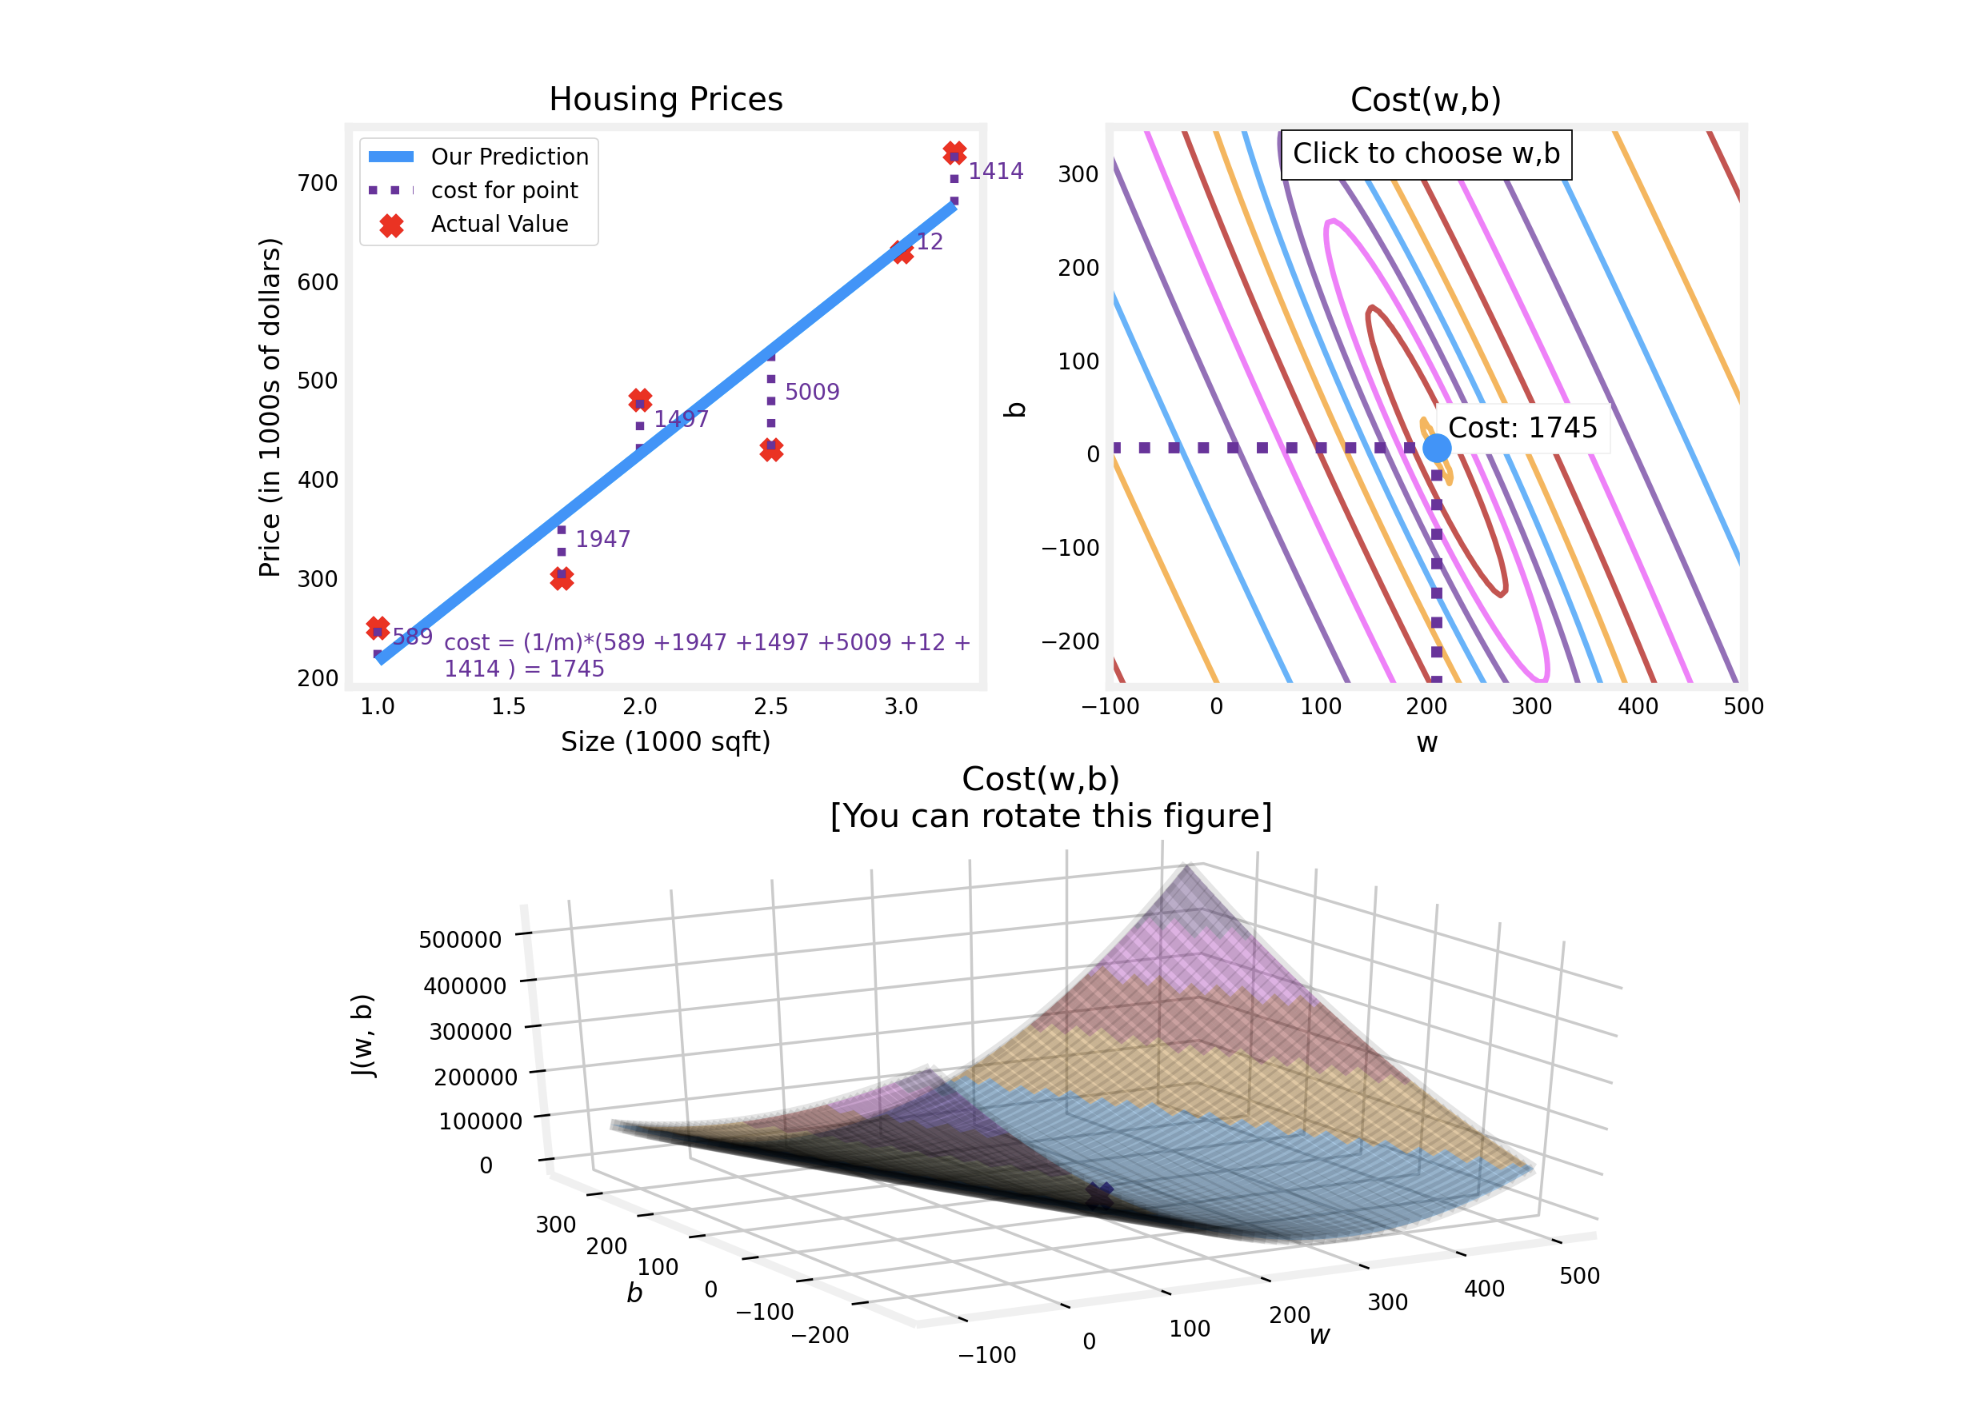 Housing Prices
Our Prediction
cost for point
Actual Value
Price (in 1000s of dollars)
700
600
500
400
300
200
1414
12
5009
1497
1947
589
cost = (1/m)*(589 +1947 +1497 +5009 +12 +
1414 ) = 1745
1.0 1.5 2.0 2.5 3.0
Size (1000 sqft)
Cost(w,b)
Click to choose w,b
b
300
200
100
0
−100
−200
Cost: 1745
−100 0 100 200 300 400 500
w
Cost(w,b)
[You can rotate this figure]
J(w, b)
500000
400000
300000
200000
100000
0
300
200
100
0
−100
−200
b
−100
0
100
200
300
400
500
w